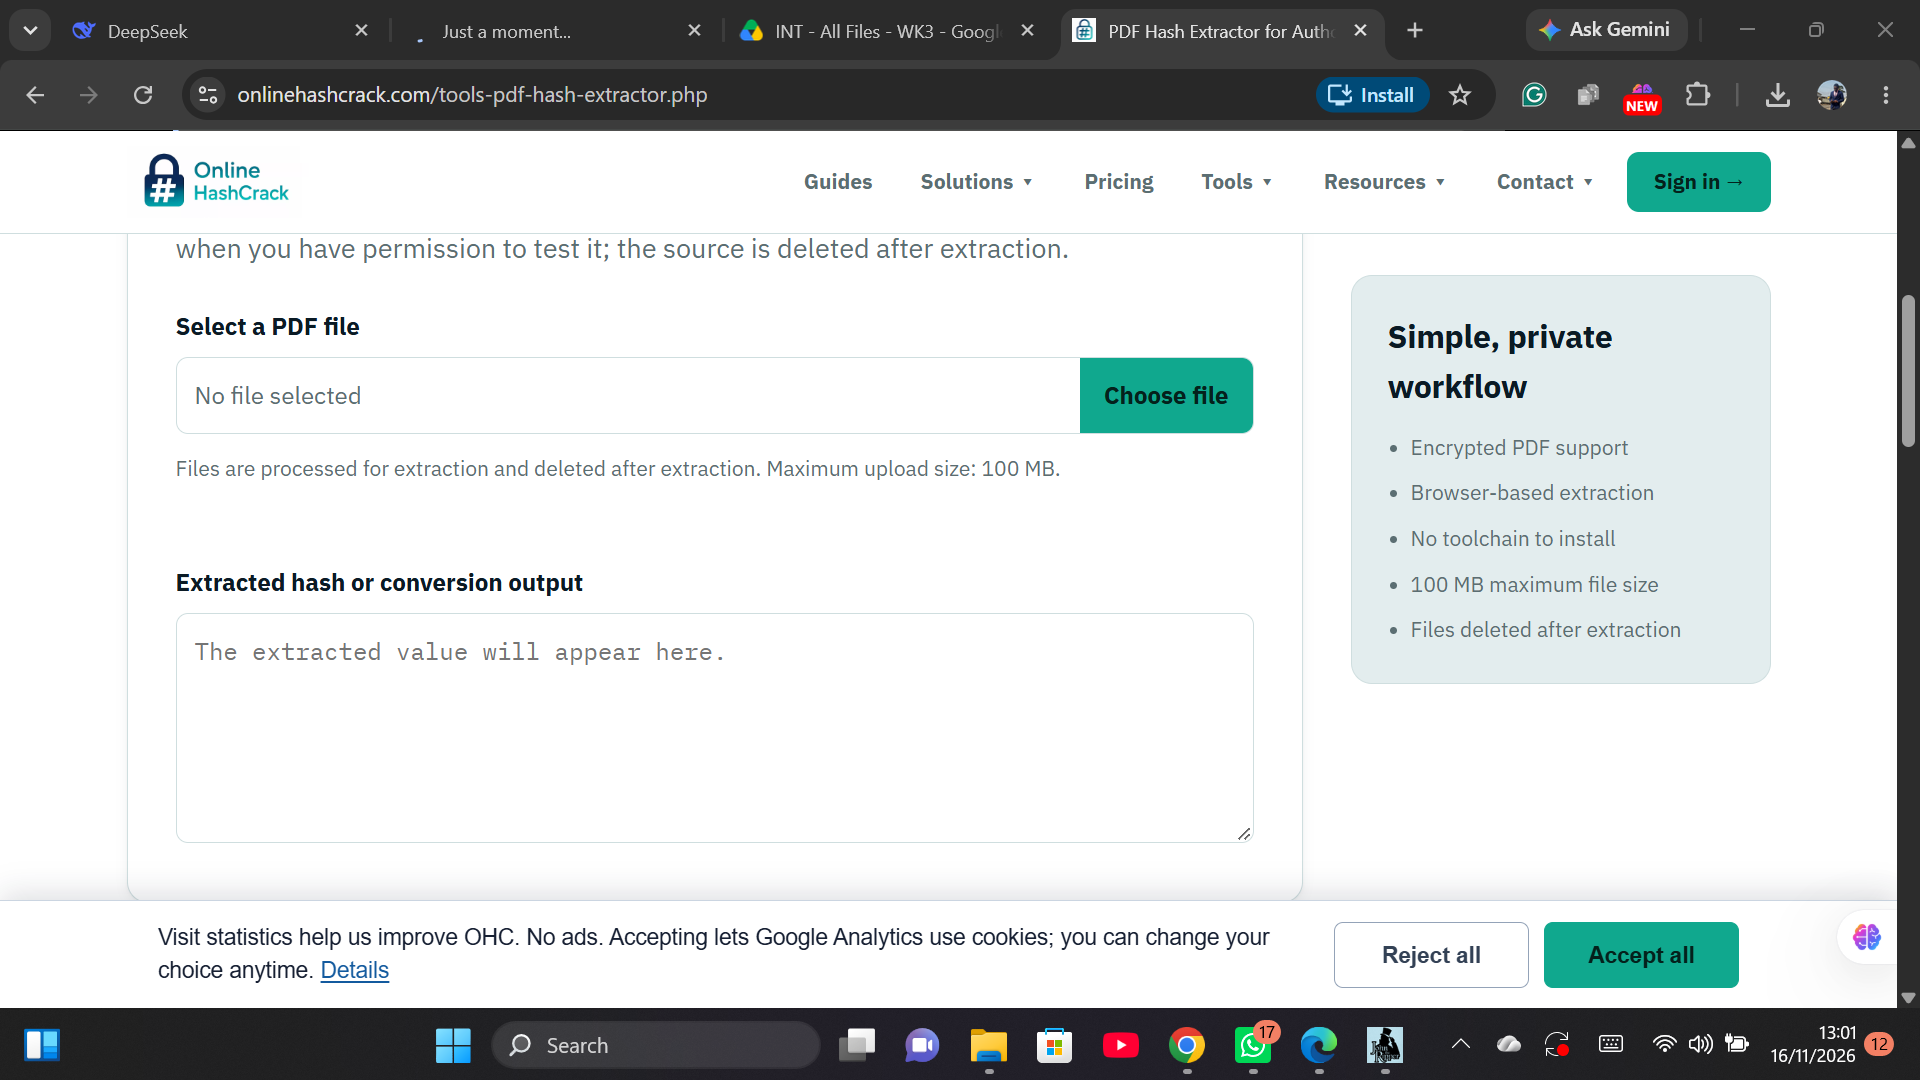 DeepSeek
Just a moment...
INT - All Files - WK3 - Googl
PDF Hash Extractor for Auth
Ask Gemini
onlinehashcrack.com/tools-pdf-hash-extractor.php
Install
NEW
Online
HashCrack
Guides
Solutions
Pricing
Tools
Resources
Contact
Sign in →
when you have permission to test it; the source is deleted after extraction.
Select a PDF file
No file selected
Choose file
Files are processed for extraction and deleted after extraction. Maximum upload size: 100 MB.
Extracted hash or conversion output
The extracted value will appear here.
Simple, private
workflow
• Encrypted PDF support
• Browser-based extraction
• No toolchain to install
• 100 MB maximum file size
• Files deleted after extraction
Visit statistics help us improve OHC. No ads. Accepting lets Google Analytics use cookies; you can change your
choice anytime. Details
Reject all
Accept all
Search
17
13:01
16/11/2026
12